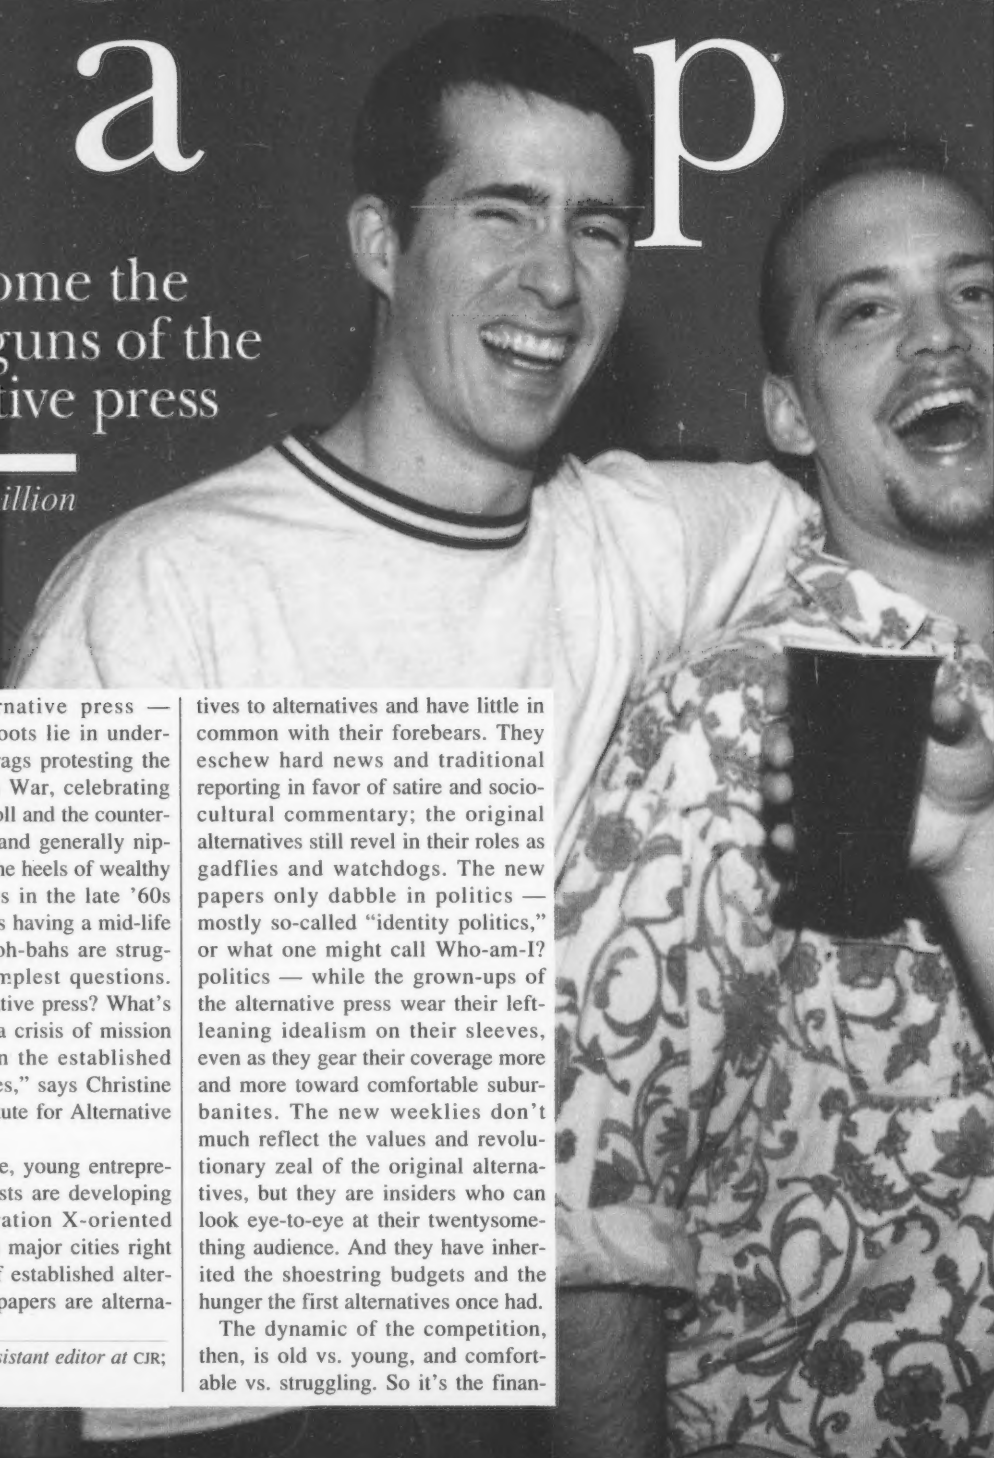 a p
ome the
guns of the
tive press
illion
rnative press —
oots lie in under-
ags protesting the
War, celebrating
oll and the counter-
and generally nip-
he heels of wealthy
s in the late ’60s
s having a mid-life
oh-bahs are strug-
mplest questions.
tive press? What’s
a crisis of mission
n the established
es,” says Christine
tute for Alternative
e, young entrepre-
sts are developing
ration X-oriented
major cities right
f established alter-
papers are alterna-
sistant editor at CJR;
tives to alternatives and have little in
common with their forebears. They
eschew hard news and traditional
reporting in favor of satire and socio-
cultural commentary; the original
alternatives still revel in their roles as
gadflies and watchdogs. The new
papers only dabble in politics —
mostly so-called “identity politics,”
or what one might call Who-am-I?
politics — while the grown-ups of
the alternative press wear their left-
leaning idealism on their sleeves,
even as they gear their coverage more
and more toward comfortable subur-
banites. The new weeklies don’t
much reflect the values and revolu-
tionary zeal of the original alterna-
tives, but they are insiders who can
look eye-to-eye at their twentysome-
thing audience. And they have inher-
ited the shoestring budgets and the
hunger the first alternatives once had.
The dynamic of the competition,
then, is old vs. young, and comfort-
able vs. struggling. So it’s the finan-